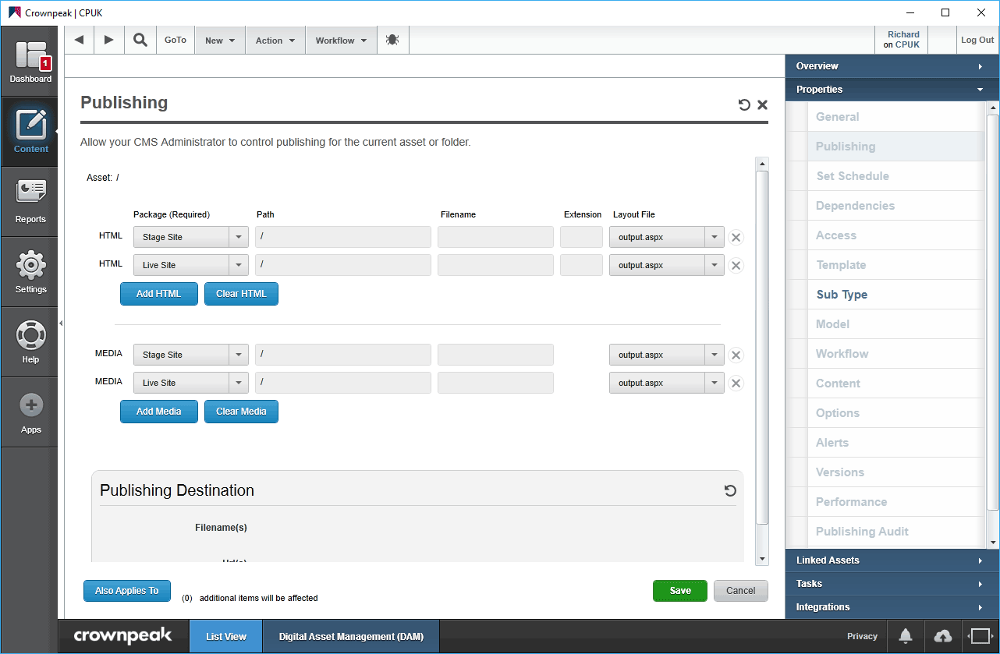 Crownpeak | CPUK
GoTo
New
Action
Workflow
Richard
on CPUK
Log Out
1
Dashboard
Content
Reports
Settings
Help
Apps
Publishing
Allow your CMS Administrator to control publishing for the current asset or folder.
Asset: /
Package (Required) Path Filename Extension Layout File
HTML Stage Site / output.aspx
HTML Live Site / output.aspx
Add HTML Clear HTML
MEDIA Stage Site / output.aspx
MEDIA Live Site / output.aspx
Add Media Clear Media
Publishing Destination
Filename(s)
Also Applies To (0) additional items will be affected Save Cancel
Overview
Properties
General
Publishing
Set Schedule
Dependencies
Access
Template
Sub Type
Model
Workflow
Content
Options
Alerts
Versions
Performance
Publishing Audit
Linked Assets
Tasks
Integrations
crownpeak List View Digital Asset Management (DAM) Privacy